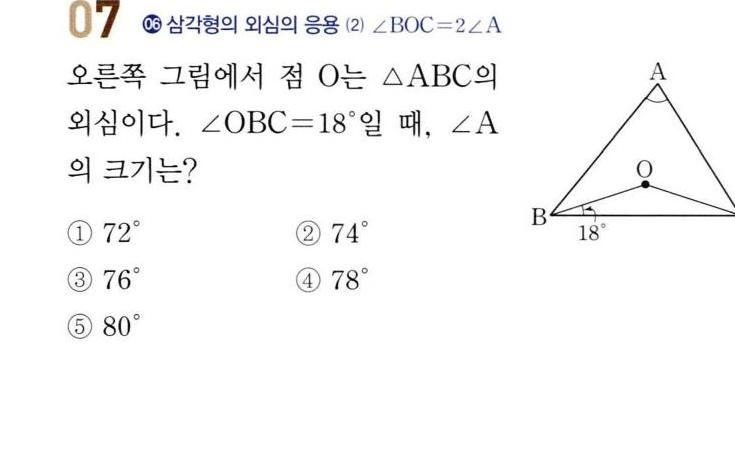 07 06 삼각형의 외심의 응용 (2) ∠BOC=2∠A
오른쪽 그림에서 점 O는 △ABC의
외심이다. ∠OBC=18°일 때, ∠A
의 크기는?
① 72° ② 74°
③ 76° ④ 78°
⑤ 80°
A
O
B
18°